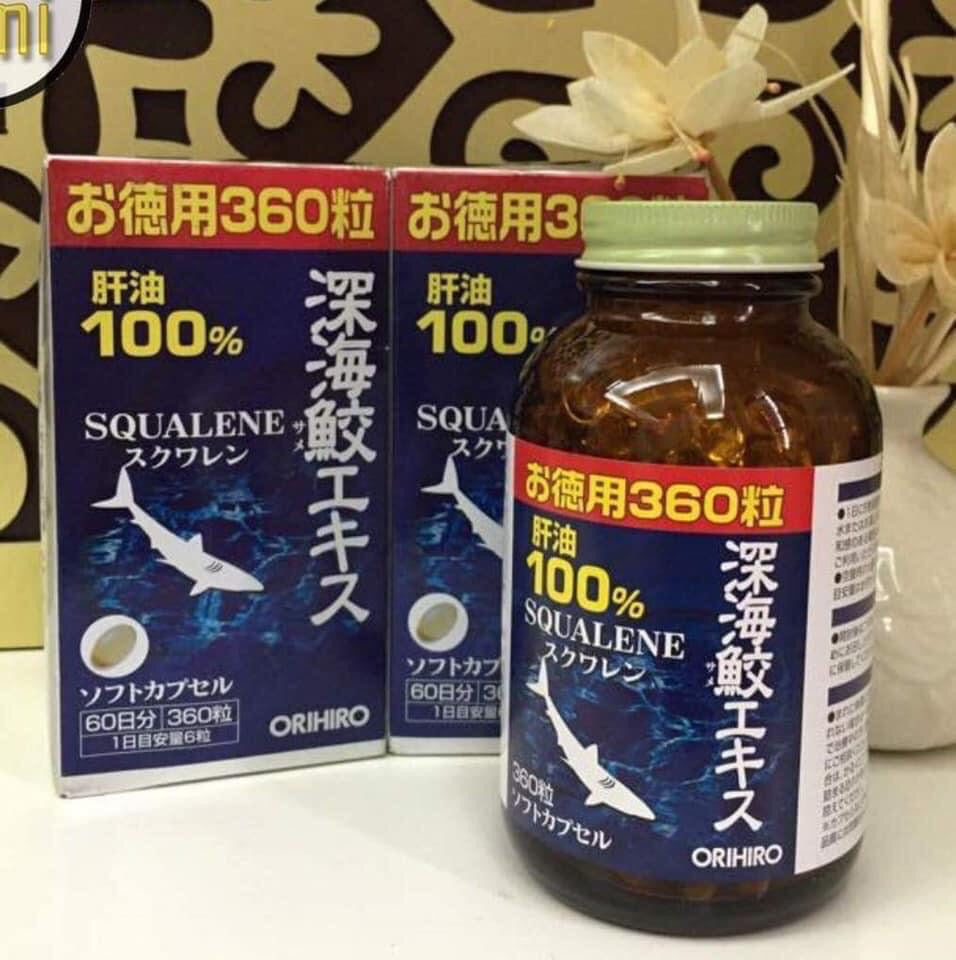 mi
お徳用360粒
肝油
100%
深海鮫エキス
サメ
SQUALENE
スクワレン
ソフトカプセル
60日分 360粒
1日目安量6粒
ORIHIRO
お徳用3
肝油
100%
SQUA
スクワ
ソフトカプ
60日分
1日目安量
お徳用360粒
肝油
100%
深海鮫エキス
サメ
SQUALENE
スクワレン
360粒
ソフトカプセル
ORIHIRO